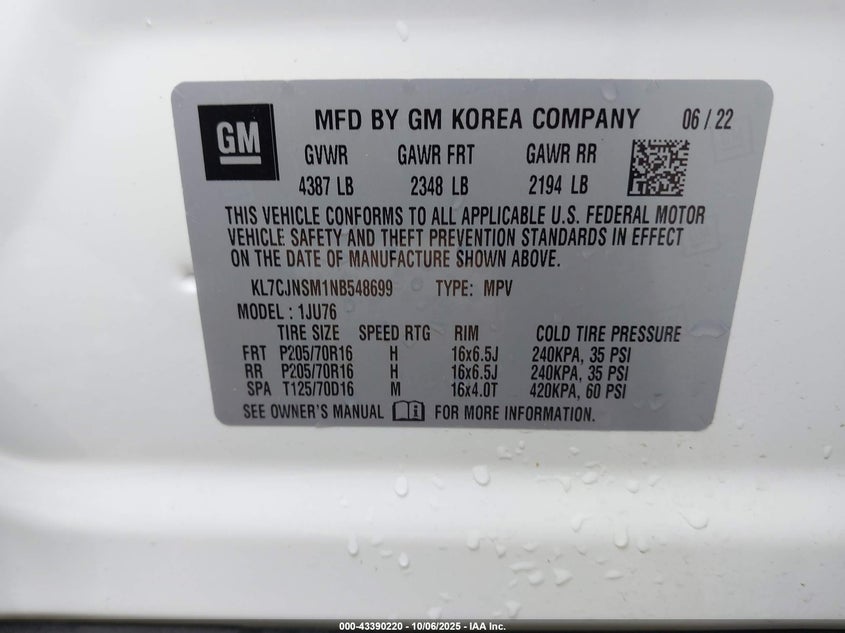 GM MFD BY GM KOREA COMPANY 06 / 22
GVWR GAWR FRT GAWR RR
4387 LB 2348 LB 2194 LB
THIS VEHICLE CONFORMS TO ALL APPLICABLE U.S. FEDERAL MOTOR
VEHICLE SAFETY AND THEFT PREVENTION STANDARDS IN EFFECT
ON THE DATE OF MANUFACTURE SHOWN ABOVE.
KL7CJNSM1NB548699 TYPE: MPV
MODEL : 1JU76
TIRE SIZE SPEED RTG RIM COLD TIRE PRESSURE
FRT P205/70R16 H 16x6.5J 240KPA, 35 PSI
RR P205/70R16 H 16x6.5J 240KPA, 35 PSI
SPA T125/70D16 M 16x4.0T 420KPA, 60 PSI
SEE OWNER'S MANUAL FOR MORE INFORMATION.
000-43390220 - 10/06/2025 - IAA Inc.